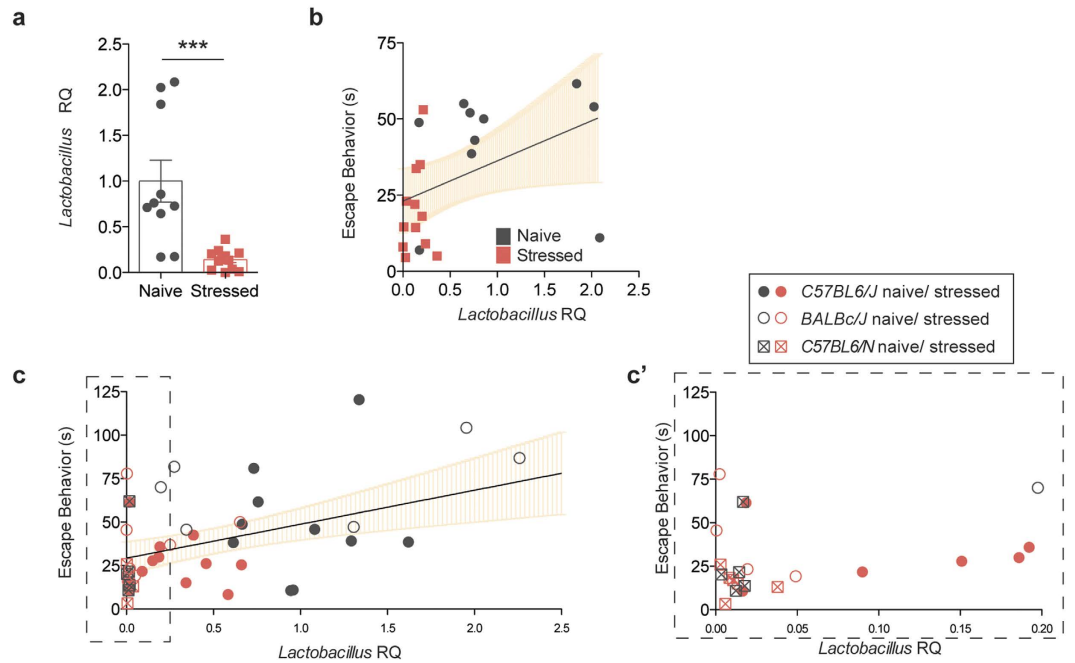 a
***
2.5
2.0
1.5
1.0
0.5
0.0
Lactobacillus RQ
Naive Stressed
b
75
50
25
0
Escape Behavior (s)
Naive
Stressed
0.0 0.5 1.0 1.5 2.0 2.5
Lactobacillus RQ
C57BL6/J naive/ stressed
BALBc/J naive/ stressed
C57BL6/N naive/ stressed
c
125
100
75
50
25
0
Escape Behavior (s)
0.0 0.5 1.0 1.5 2.0 2.5
Lactobacillus RQ
c'
125
100
75
50
25
0
Escape Behavior (s)
0.00 0.05 0.10 0.15 0.20
Lactobacillus RQ